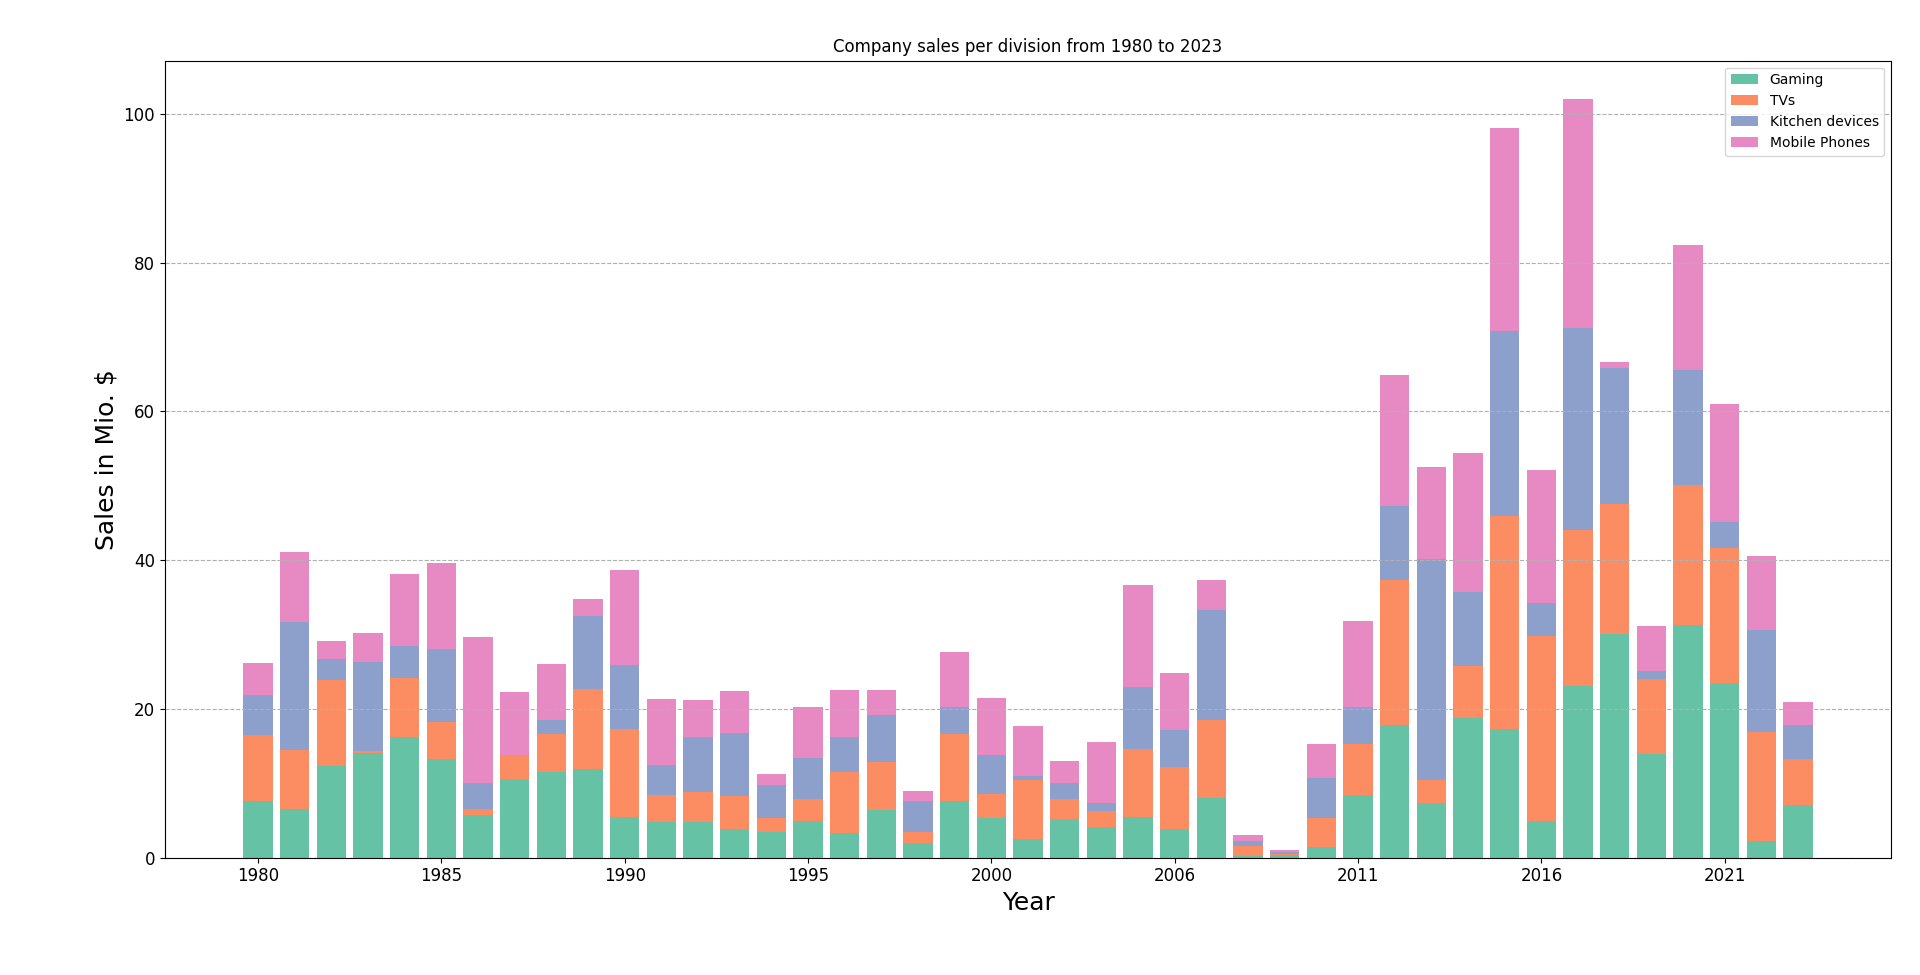 Company sales per division from 1980 to 2023
Gaming
TVs
Kitchen devices
Mobile Phones
100
80
60
40
20
0
Sales in Mio. $
1980 1985 1990 1995 2000 2006 2011 2016 2021
Year